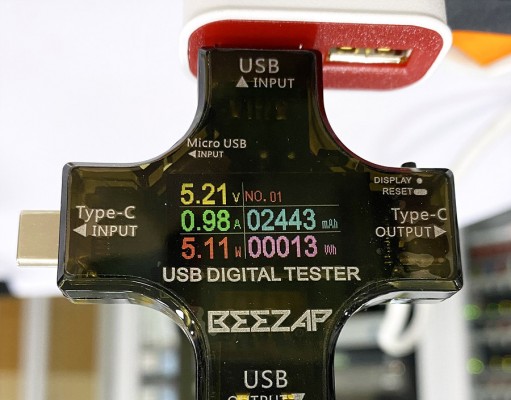 USB
▲INPUT
Micro USB
◄INPUT
DISPLAY
RESET
5.21 V NO. 01
0.98 A 02443 mAh
5.11 W 00013 Wh
Type-C
◄INPUT
Type-C
OUTPUT►
USB DIGITAL TESTER
BEEZAP
USB
OUTPUT